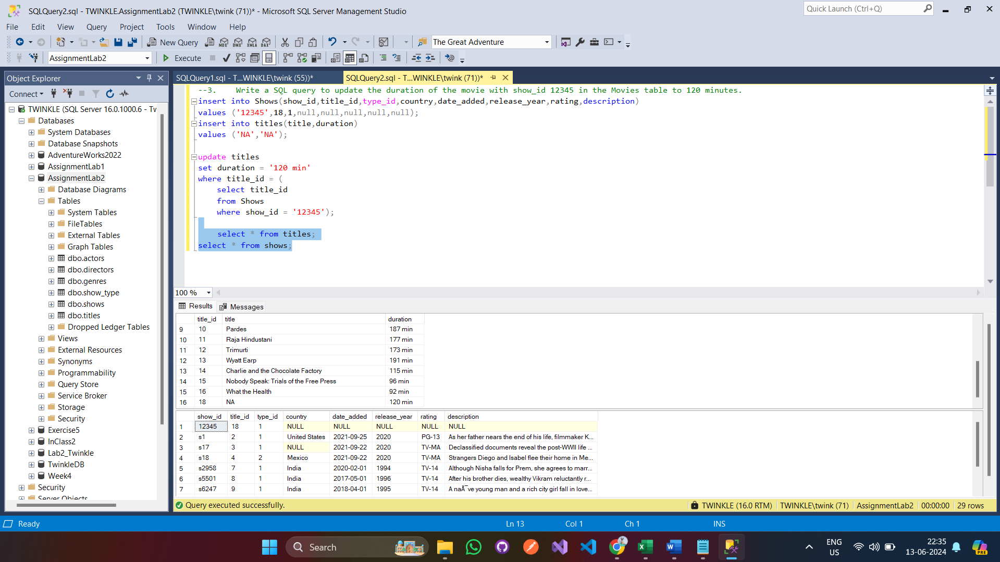 SQLQuery2.sql - TWINKLE.AssignmentLab2 (TWINKLE\twink (71))* - Microsoft SQL Server Management Studio
Quick Launch (Ctrl+Q)
File Edit View Query Project Tools Window Help
New Query MDX DMX XMLA DAX The Great Adventure
AssignmentLab2 Execute
Object Explorer
Connect
TWINKLE (SQL Server 16.0.1000.6 - Tw
Databases
System Databases
Database Snapshots
AdventureWorks2022
AssignmentLab1
AssignmentLab2
Database Diagrams
Tables
System Tables
FileTables
External Tables
Graph Tables
dbo.actors
dbo.directors
dbo.genres
dbo.show_type
dbo.shows
dbo.titles
Dropped Ledger Tables
Views
External Resources
Synonyms
Programmability
Query Store
Service Broker
Storage
Security
Exercise5
InClass2
Lab2_Twinkle
TwinkleDB
Week4
Security
Server Objects
SQLQuery1.sql - T...WINKLE\twink (55))* SQLQuery2.sql - T...WINKLE\twink (71))*
--3. Write a SQL query to update the duration of the movie with show_id 12345 in the Movies table to 120 minutes.
insert into Shows(show_id,title_id,type_id,country,date_added,release_year,rating,description)
values ('12345',18,1,null,null,null,null,null);
insert into titles(title,duration)
values ('NA','NA');
update titles
set duration = '120 min'
where title_id = (
select title_id
from Shows
where show_id = '12345');
select * from titles;
select * from shows;
100 %
Results Messages
title_id title duration
9 10 Pardes 187 min
10 11 Raja Hindustani 177 min
11 12 Trimurti 173 min
12 13 Wyatt Earp 191 min
13 14 Charlie and the Chocolate Factory 115 min
14 15 Nobody Speak: Trials of the Free Press 96 min
15 16 What the Health 92 min
16 18 NA 120 min
show_id title_id type_id country date_added release_year rating description
1 12345 18 1 NULL NULL NULL NULL NULL
2 s1 2 1 United States 2021-09-25 2020 PG-13 As her father nears the end of his life, filmmaker K...
3 s17 3 1 NULL 2021-09-22 2020 TV-MA Declassified documents reveal the post-WWII life ...
4 s18 4 2 Mexico 2021-09-22 2020 TV-MA Strangers Diego and Isabel flee their home in Me...
5 s2958 7 1 India 2020-02-01 1994 TV-14 Although Nisha falls for Prem, she agrees to marr...
6 s5501 8 1 India 2017-05-01 1996 TV-14 After his brother dies, wealthy Vikram reluctantly r...
7 s6247 9 1 India 2018-04-01 1995 TV-14 A naÃ¯ve young man and a rich city girl fall in love...
Query executed successfully. TWINKLE (16.0 RTM) TWINKLE\twink (71) AssignmentLab2 00:00:00 29 rows
Ready Ln 13 Col 1 Ch 1 INS
Search
ENG
US
22:35
13-06-2024
PRE